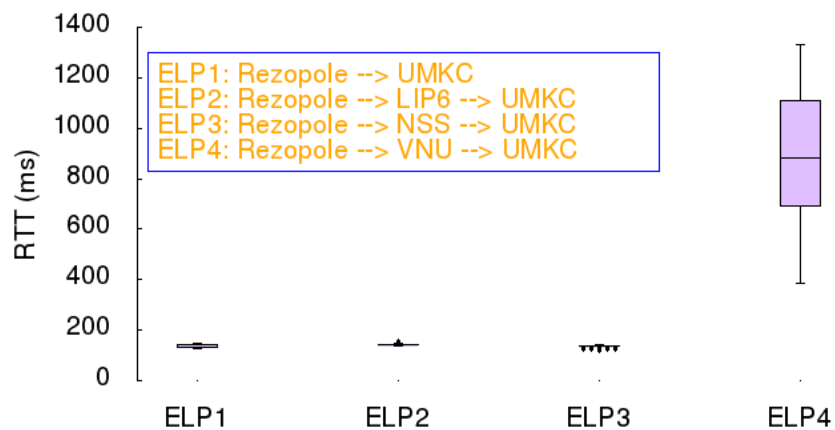 1400
1200
1000
800
600
400
200
0
RTT (ms)
ELP1: Rezopole --> UMKC
ELP2: Rezopole --> LIP6 --> UMKC
ELP3: Rezopole --> NSS --> UMKC
ELP4: Rezopole --> VNU --> UMKC
ELP1 ELP2 ELP3 ELP4